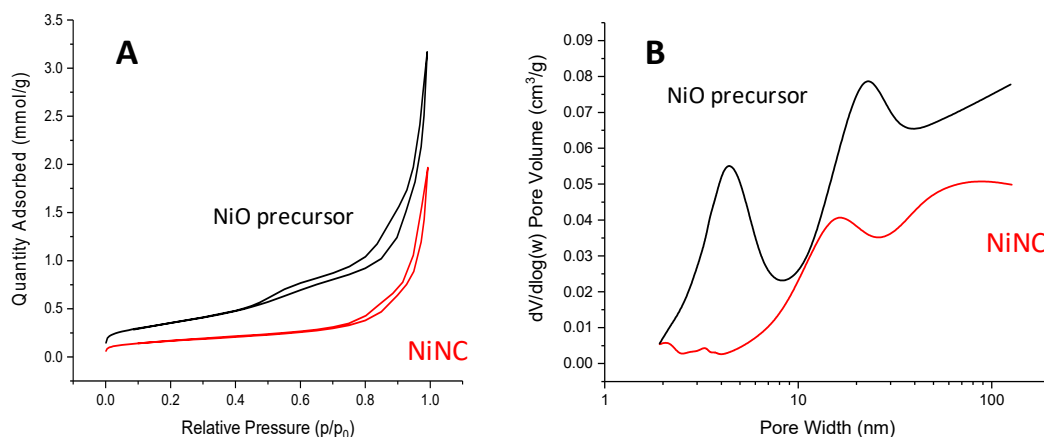 A
3.5
3.0
2.5
2.0
1.5
1.0
0.5
0.0
Quantity Adsorbed (mmol/g)
NiO precursor
NiNC
0.0 0.2 0.4 0.6 0.8 1.0
Relative Pressure (p/p₀)
B
0.09
0.08
0.07
0.06
0.05
0.04
0.03
0.02
0.01
0.00
dV/dlog(w) Pore Volume (cm³/g)
NiO precursor
NiNC
1 10 100
Pore Width (nm)